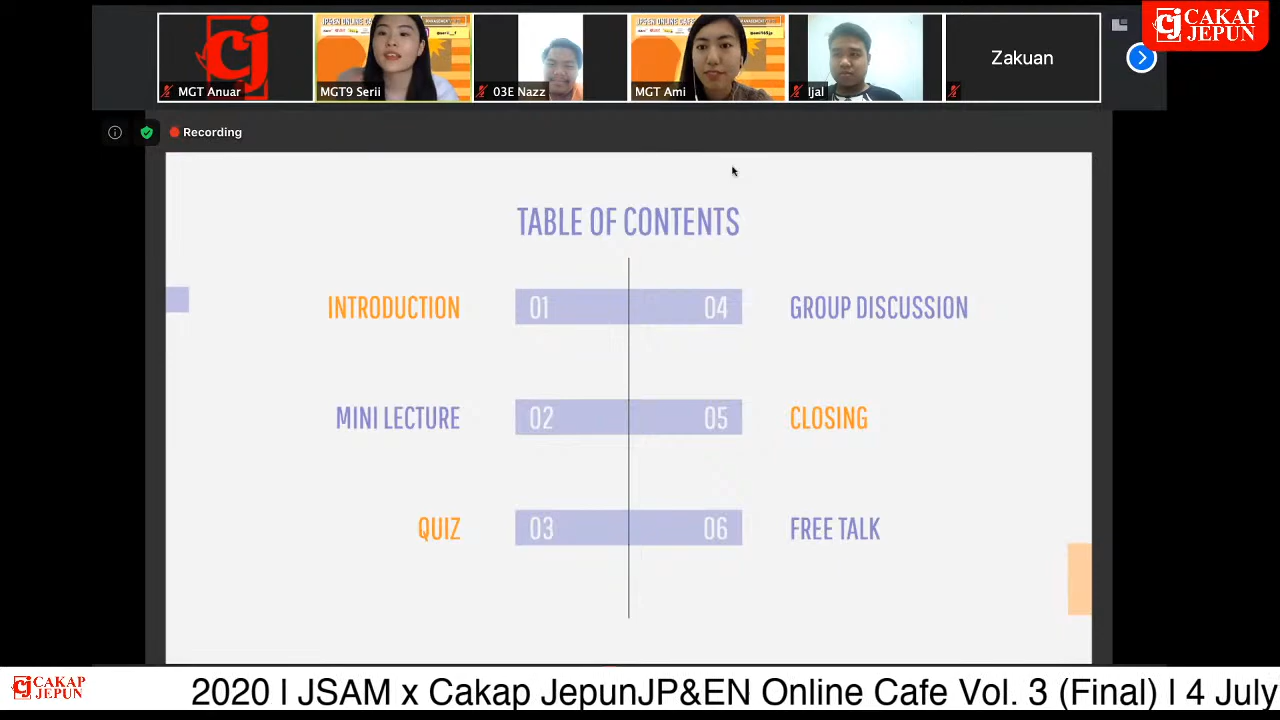 CAKAP
JEPUN
cj
MGT Anuar
MGT9 Serii
03E Nazz
MGT Ami
Ijal
Zakuan
Recording
TABLE OF CONTENTS
INTRODUCTION 01
04 GROUP DISCUSSION
MINI LECTURE 02
05 CLOSING
QUIZ 03
06 FREE TALK
CAKAP
JEPUN
2020 I JSAM x Cakap JepunJP&EN Online Cafe Vol. 3 (Final) I 4 July